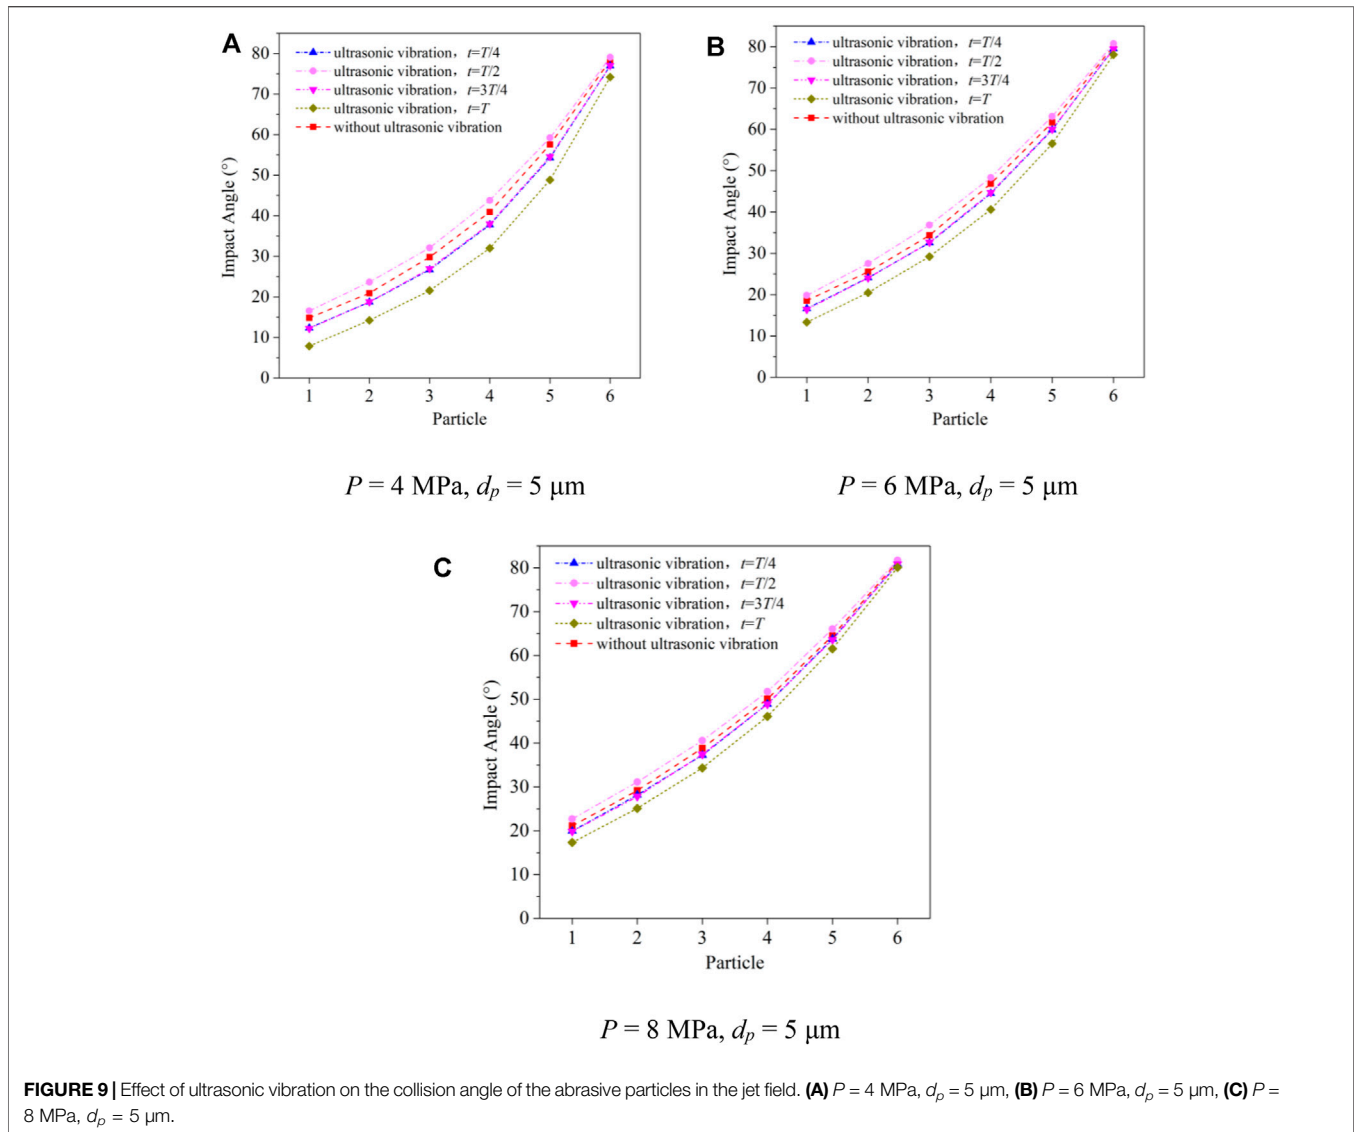 A
ultrasonic vibration， t=T/4
ultrasonic vibration， t=T/2
ultrasonic vibration， t=3T/4
ultrasonic vibration， t=T
without ultrasonic vibration
Impact Angle (°)
80
70
60
50
40
30
20
10
0
1 2 3 4 5 6
Particle
P = 4 MPa, dp = 5 μm
B
ultrasonic vibration， t=T/4
ultrasonic vibration， t=T/2
ultrasonic vibration， t=3T/4
ultrasonic vibration， t=T
without ultrasonic vibration
Impact Angle (°)
80
70
60
50
40
30
20
10
0
1 2 3 4 5 6
Particle
P = 6 MPa, dp = 5 μm
C
ultrasonic vibration， t=T/4
ultrasonic vibration， t=T/2
ultrasonic vibration， t=3T/4
ultrasonic vibration， t=T
without ultrasonic vibration
Impact Angle (°)
80
70
60
50
40
30
20
10
0
1 2 3 4 5 6
Particle
P = 8 MPa, dp = 5 μm
FIGURE 9 | Effect of ultrasonic vibration on the collision angle of the abrasive particles in the jet field. (A) P = 4 MPa, dp = 5 μm, (B) P = 6 MPa, dp = 5 μm, (C) P =
8 MPa, dp = 5 μm.